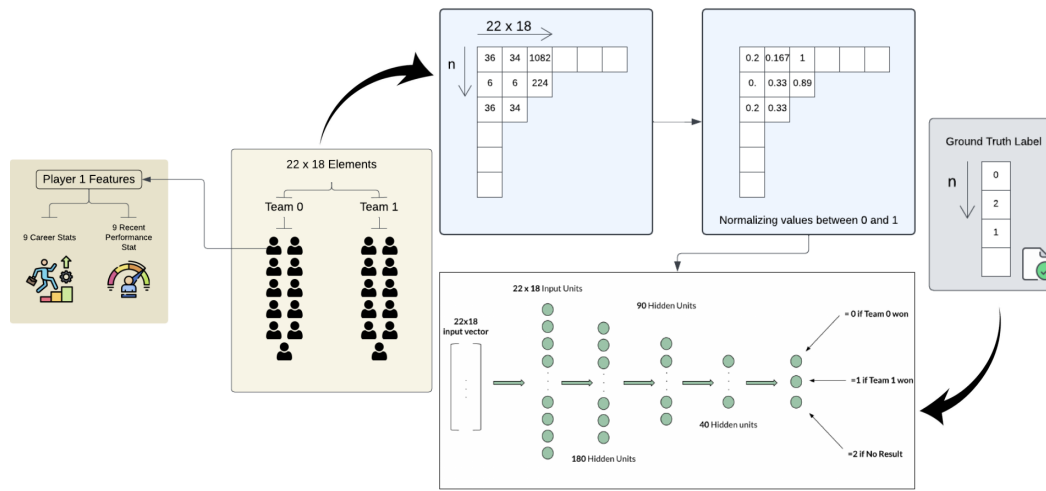 Player 1 Features
9 Career Stats
9 Recent
Performance
Stat
22 x 18 Elements
Team 0
Team 1
22 x 18
n
36 34 1082
6 6 224
36 34
0.2 0.167 1
0. 0.33 0.89
0.2 0.33
Normalizing values between 0 and 1
Ground Truth Label
n
0
2
1
22x18
input vector
22 x 18 Input Units
180 Hidden Units
90 Hidden Units
40 Hidden units
= 0 if Team 0 won
=1 if Team 1 won
=2 if No Result